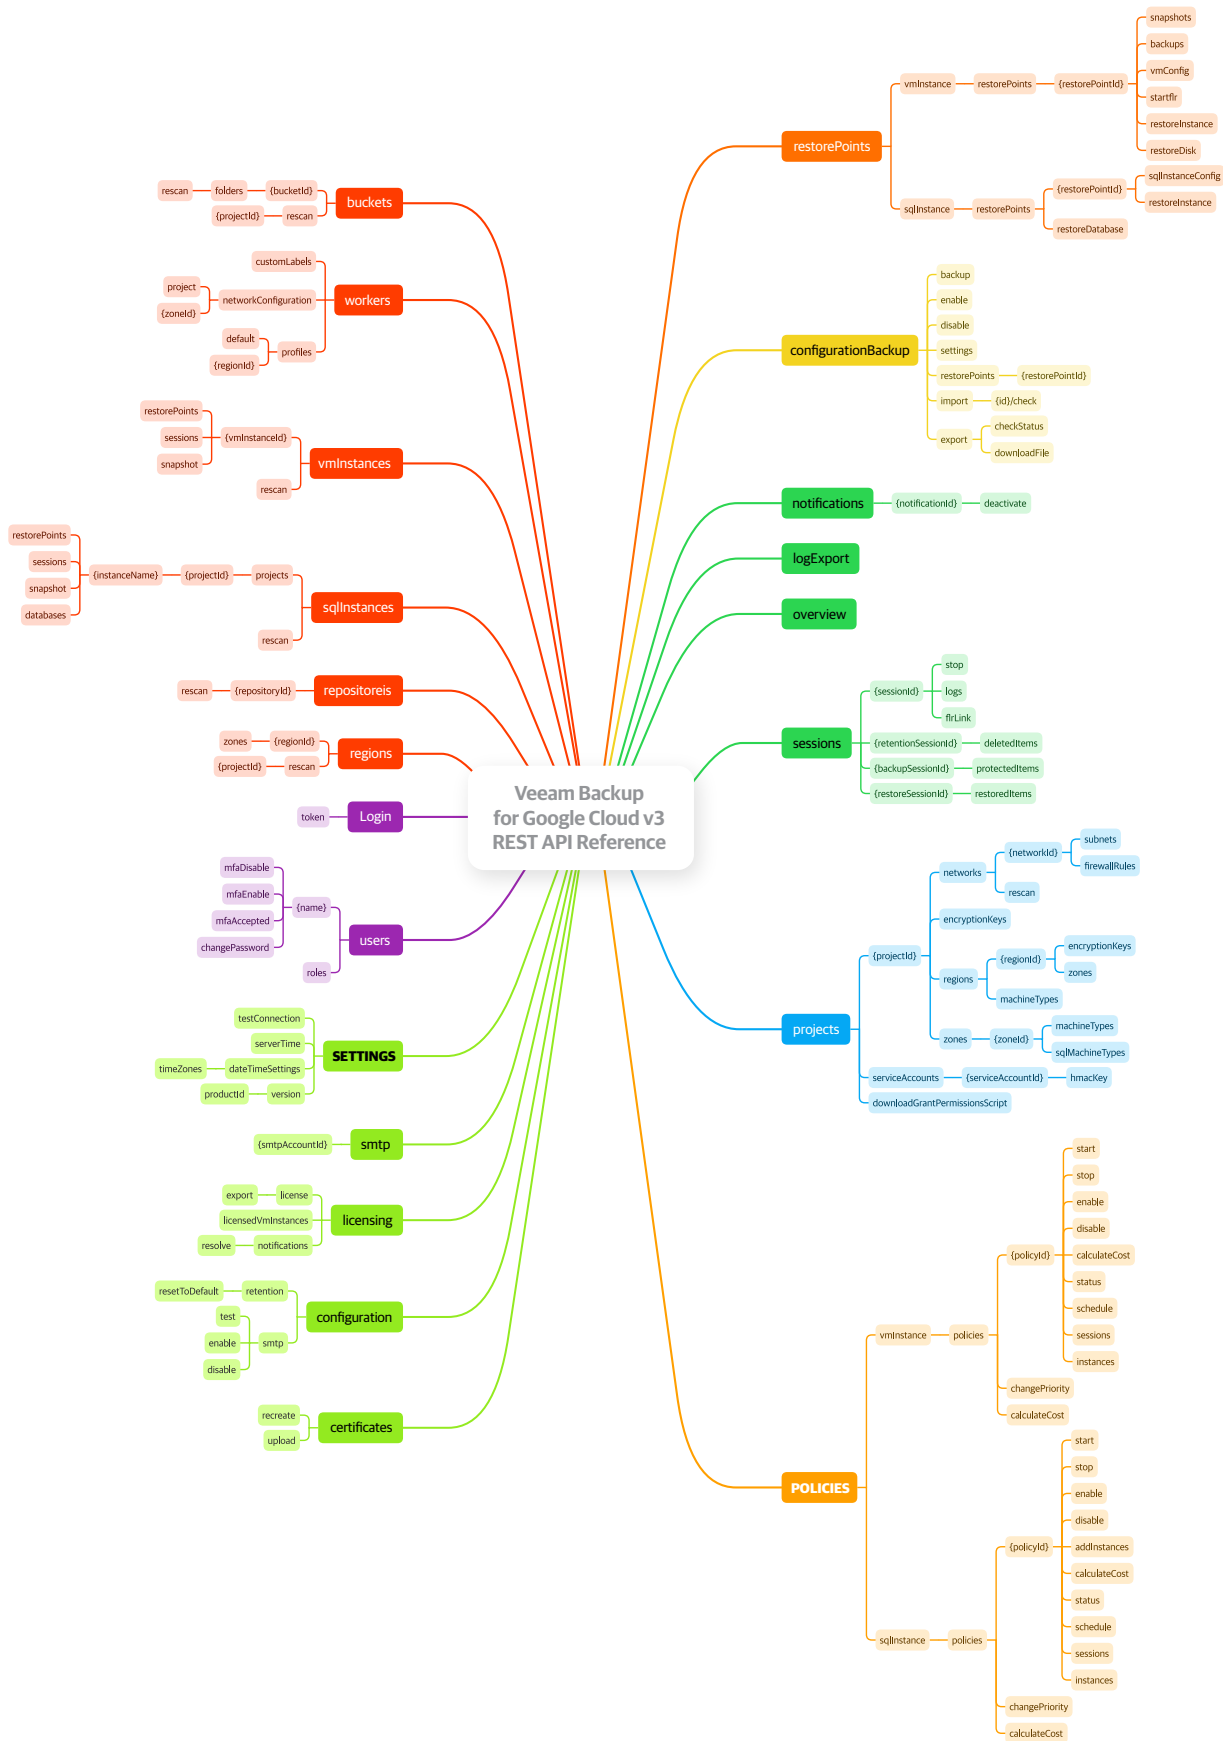 Veeam Backup
for Google Cloud v3
REST API Reference
restorePoints
vmInstance
restorePoints
{restorePointId}
snapshots
backups
vmConfig
startflr
restoreInstance
restoreDisk
sqlInstance
restorePoints
{restorePointId}
sqlInstanceConfig
restoreInstance
restoreDatabase
configurationBackup
backup
enable
disable
settings
restorePoints
{restorePointId}
import
{id}/check
export
checkStatus
downloadFile
notifications
{notificationId}
deactivate
logExport
overview
sessions
{sessionId}
stop
logs
flrLink
{retentionSessionId}
deletedItems
{backupSessionId}
protectedItems
{restoreSessionId}
restoredItems
projects
{projectId}
networks
{networkId}
subnets
firewallRules
rescan
encryptionKeys
regions
{regionId}
encryptionKeys
zones
machineTypes
zones
{zoneId}
machineTypes
sqlMachineTypes
serviceAccounts
{serviceAccountId}
hmacKey
downloadGrantPermissionsScript
POLICIES
vmInstance
policies
{policyId}
start
stop
enable
disable
calculateCost
status
schedule
sessions
instances
changePriority
calculateCost
sqlInstance
policies
{policyId}
start
stop
enable
disable
addInstances
calculateCost
status
schedule
sessions
instances
changePriority
calculateCost
buckets
{bucketId}
folders
rescan
rescan
{projectId}
workers
customLabels
networkConfiguration
project
{zoneId}
profiles
default
{regionId}
vmInstances
{vmInstanceId}
restorePoints
sessions
snapshot
rescan
sqlInstances
projects
{projectId}
{instanceName}
restorePoints
sessions
snapshot
databases
rescan
repositoreis
{repositoryId}
rescan
regions
{regionId}
zones
rescan
{projectId}
Login
token
users
{name}
mfaDisable
mfaEnable
mfaAccepted
changePassword
roles
SETTINGS
testConnection
serverTime
dateTimeSettings
timeZones
version
productId
smtp
{smtpAccountId}
licensing
license
export
licensedVmInstances
notifications
resolve
configuration
retention
resetToDefault
smtp
test
enable
disable
certificates
recreate
upload